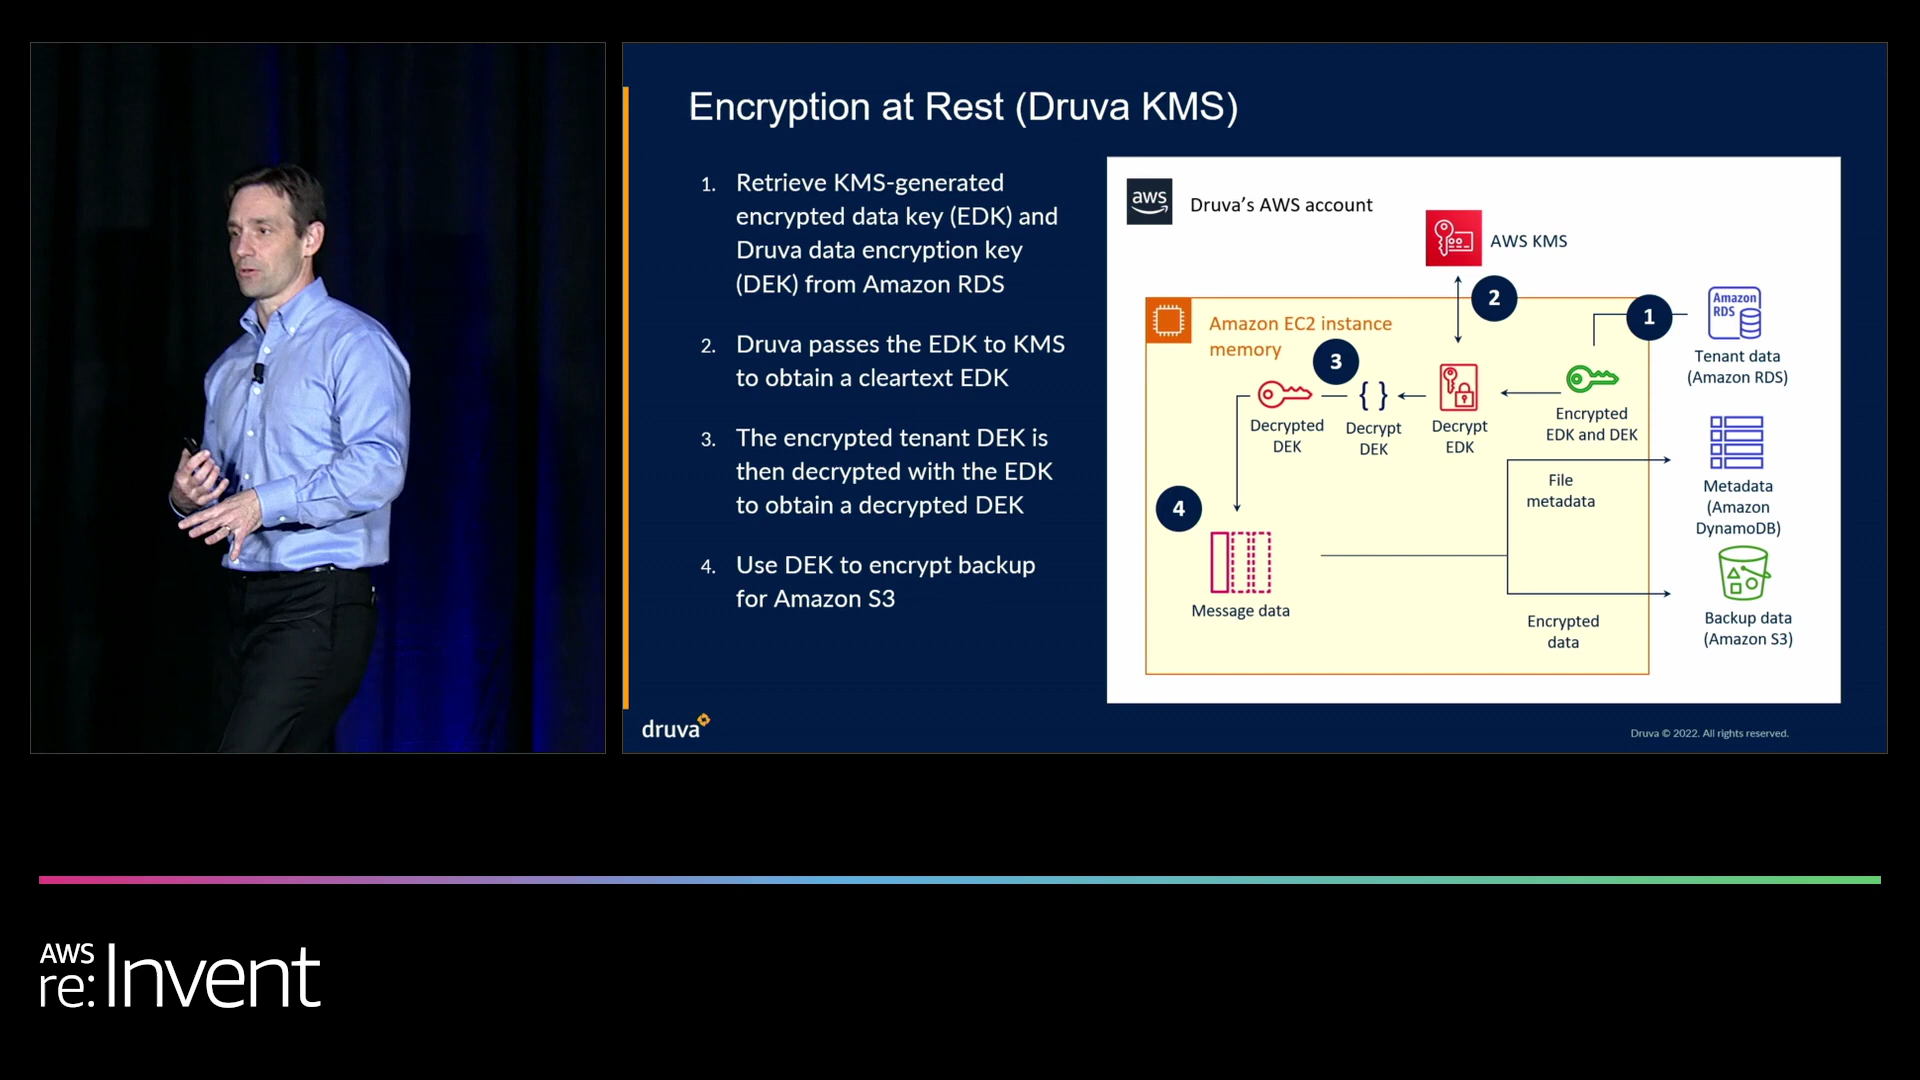 Encryption at Rest (Druva KMS)
1. Retrieve KMS-generated
encrypted data key (EDK) and
Druva data encryption key
(DEK) from Amazon RDS
2. Druva passes the EDK to KMS
to obtain a cleartext EDK
3. The encrypted tenant DEK is
then decrypted with the EDK
to obtain a decrypted DEK
4. Use DEK to encrypt backup
for Amazon S3
aws
Druva's AWS account
AWS KMS
2
1
Amazon
RDS
Tenant data
(Amazon RDS)
Amazon EC2 instance
memory
3
{ }
Decrypted
DEK
Decrypt
DEK
Decrypt
EDK
Encrypted
EDK and DEK
File
metadata
Metadata
(Amazon
DynamoDB)
4
Message data
Encrypted
data
Backup data
(Amazon S3)
druva
Druva © 2022. All rights reserved.
AWS
re:Invent